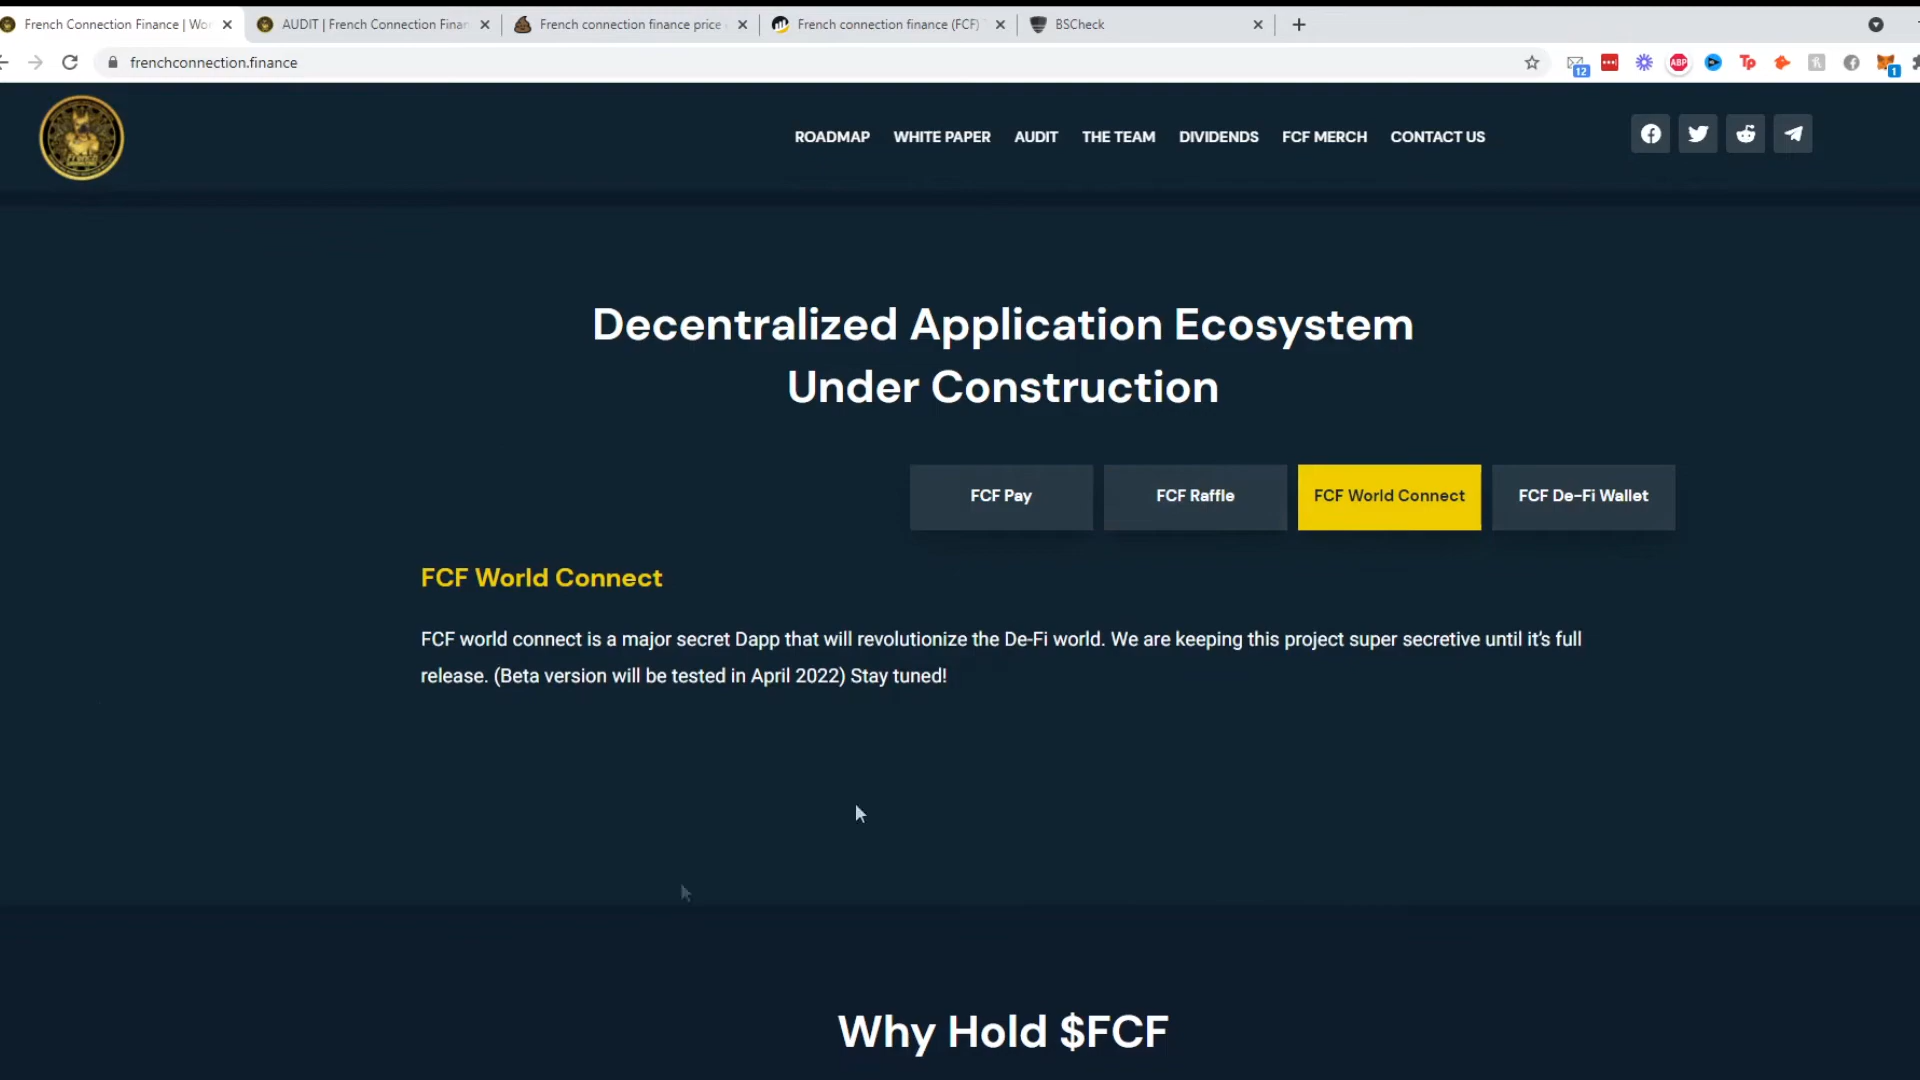 French Connection Finance | Wo
AUDIT | French Connection Finan
French connection finance price
French connection finance (FCF)
BSCheck
frenchconnection.finance
12
ABP
Tp
1
ROADMAP
WHITE PAPER
AUDIT
THE TEAM
DIVIDENDS
FCF MERCH
CONTACT US
Decentralized Application Ecosystem
Under Construction
FCF Pay
FCF Raffle
FCF World Connect
FCF De-Fi Wallet
FCF World Connect
FCF world connect is a major secret Dapp that will revolutionize the De-Fi world. We are keeping this project super secretive until it's full
release. (Beta version will be tested in April 2022) Stay tuned!
Why Hold $FCF